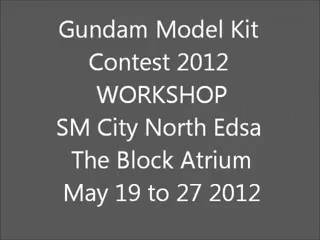 Gundam Model Kit
Contest 2012
WORKSHOP
SM City North Edsa
The Block Atrium
May 19 to 27 2012